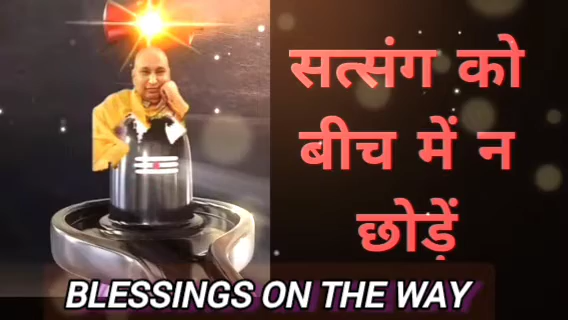 सत्संग को
बीच में न
छोड़ें
BLESSINGS ON THE WAY